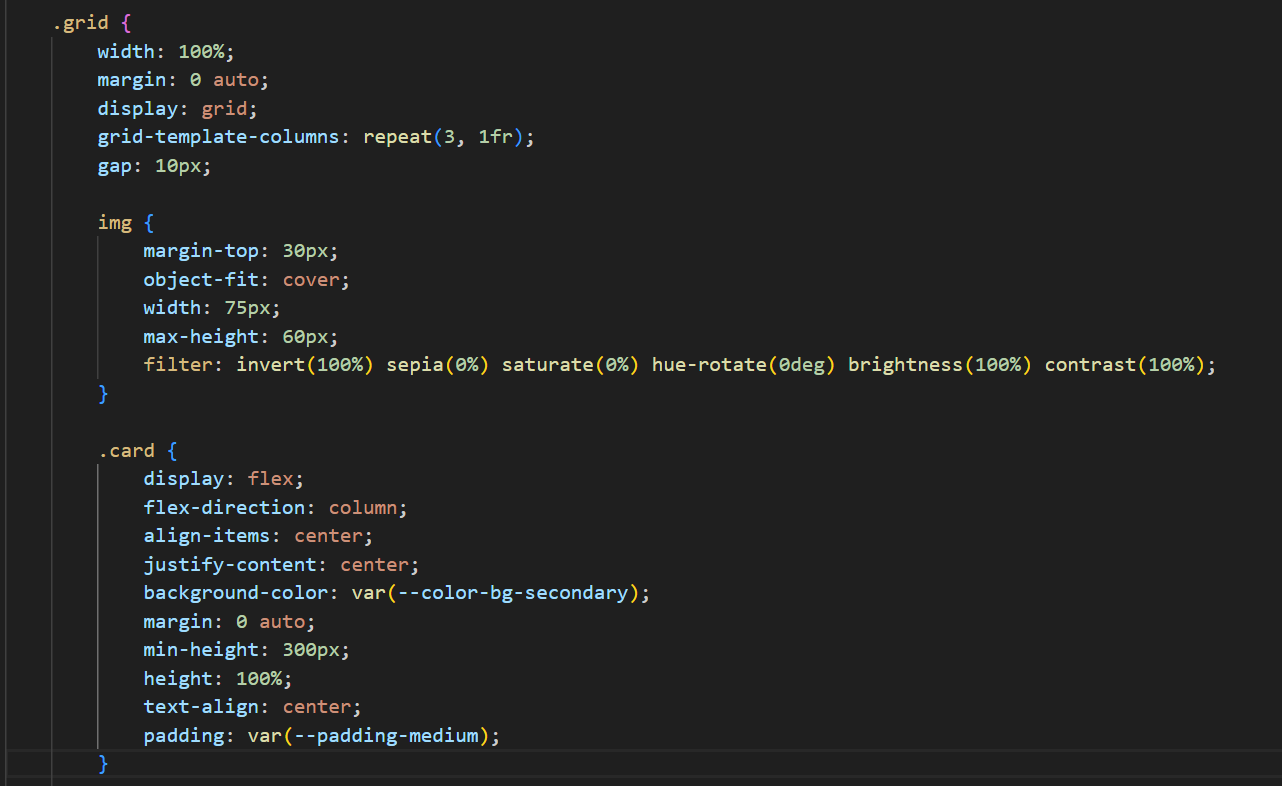 .grid {
width: 100%;
margin: 0 auto;
display: grid;
grid-template-columns: repeat(3, 1fr);
gap: 10px;
img {
margin-top: 30px;
object-fit: cover;
width: 75px;
max-height: 60px;
filter: invert(100%) sepia(0%) saturate(0%) hue-rotate(0deg) brightness(100%) contrast(100%);
}
.card {
display: flex;
flex-direction: column;
align-items: center;
justify-content: center;
background-color: var(--color-bg-secondary);
margin: 0 auto;
min-height: 300px;
height: 100%;
text-align: center;
padding: var(--padding-medium);
}